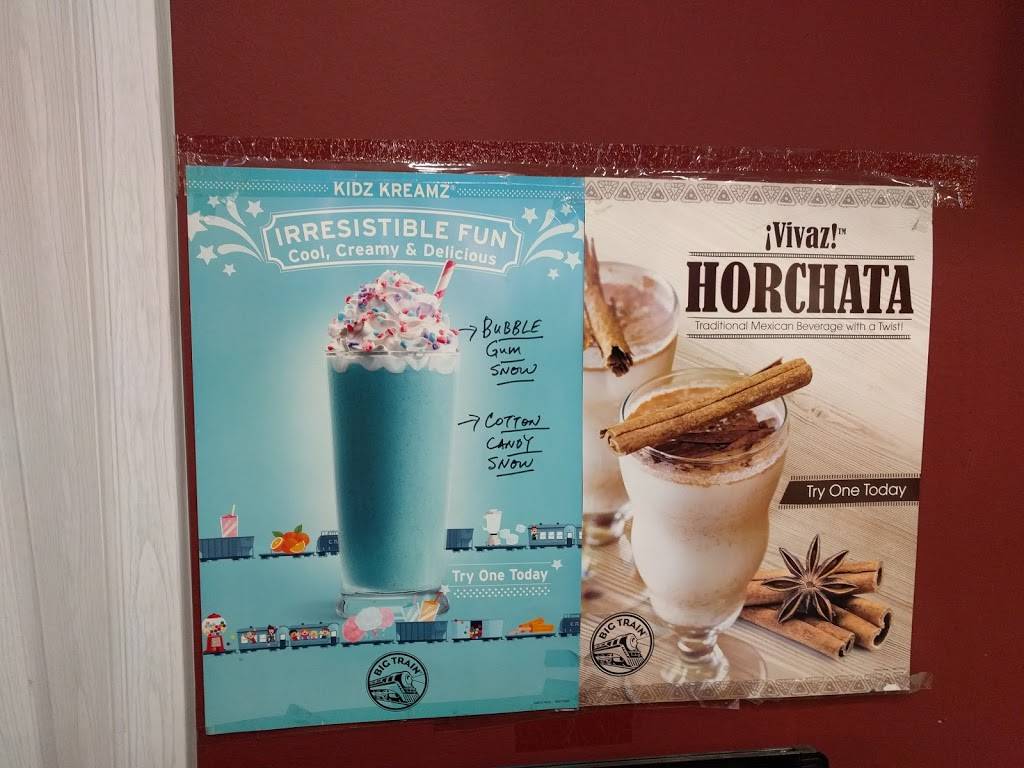 KIDZ KREAMZ®
IRRESISTIBLE FUN
Cool, Creamy & Delicious
→ BUBBLE
GUM
SNOW
→ COTTON
CANDY
SNOW
Try One Today
BIG TRAIN
¡Vivaz!™
HORCHATA
Traditional Mexican Beverage with a Twist!
Try One Today
BIG TRAIN